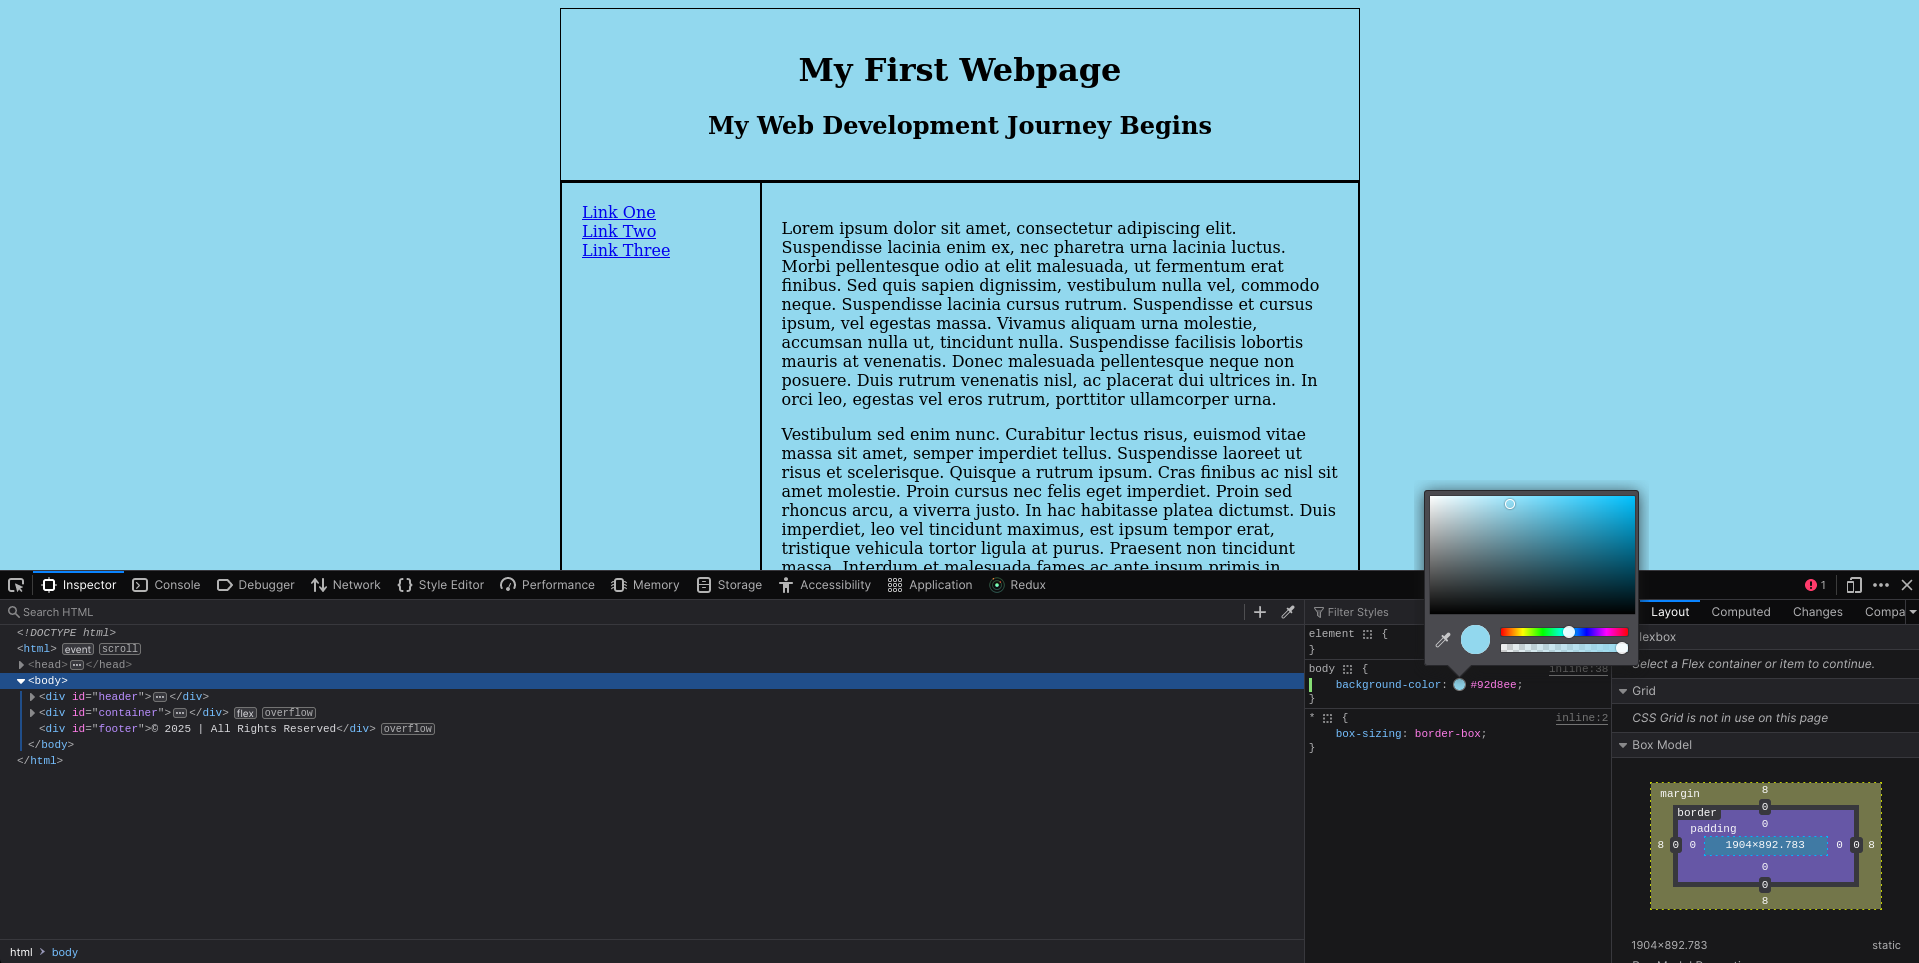 My First Webpage
My Web Development Journey Begins
Link One
Link Two
Link Three
Lorem ipsum dolor sit amet, consectetur adipiscing elit.
Suspendisse lacinia enim ex, nec pharetra urna lacinia luctus.
Morbi pellentesque odio at elit malesuada, ut fermentum erat
finibus. Sed quis sapien dignissim, vestibulum nulla vel, commodo
neque. Suspendisse lacinia cursus rutrum. Suspendisse et cursus
ipsum, vel egestas massa. Vivamus aliquam urna molestie,
accumsan nulla ut, tincidunt nulla. Suspendisse facilisis lobortis
mauris at venenatis. Donec malesuada pellentesque neque non
posuere. Duis rutrum venenatis nisl, ac placerat dui ultrices in. In
orci leo, egestas vel eros rutrum, porttitor ullamcorper urna.
Vestibulum sed enim nunc. Curabitur lectus risus, euismod vitae
massa sit amet, semper imperdiet tellus. Suspendisse laoreet ut
risus et scelerisque. Quisque a rutrum ipsum. Cras finibus ac nisl sit
amet molestie. Proin cursus nec felis eget imperdiet. Proin sed
rhoncus arcu, a viverra justo. In hac habitasse platea dictumst. Duis
imperdiet, leo vel tincidunt maximus, est ipsum tempor erat,
tristique vehicula tortor ligula at purus. Praesent non tincidunt
massa. Interdum et malesuada fames ac ante ipsum primis in
Inspector Console Debugger Network Style Editor Performance Memory Storage Accessibility Application Redux 1
Search HTML
<!DOCTYPE html>
<html> event scroll
<head> </head>
<body>
<div id="header"> </div>
<div id="container"> </div> flex overflow
<div id="footer">© 2025 | All Rights Reserved</div> overflow
</body>
</html>
html > body
Filter Styles
element {
}
body { inline:38
background-color: #92d8ee;
}
* { inline:2
box-sizing: border-box;
}
Layout Computed Changes Compa
lexbox
Select a Flex container or item to continue.
Grid
CSS Grid is not in use on this page
Box Model
margin 8
border 0
padding 0
8 0 0 1904×892.783 0 0 8
0
0
8
1904×892.783 static